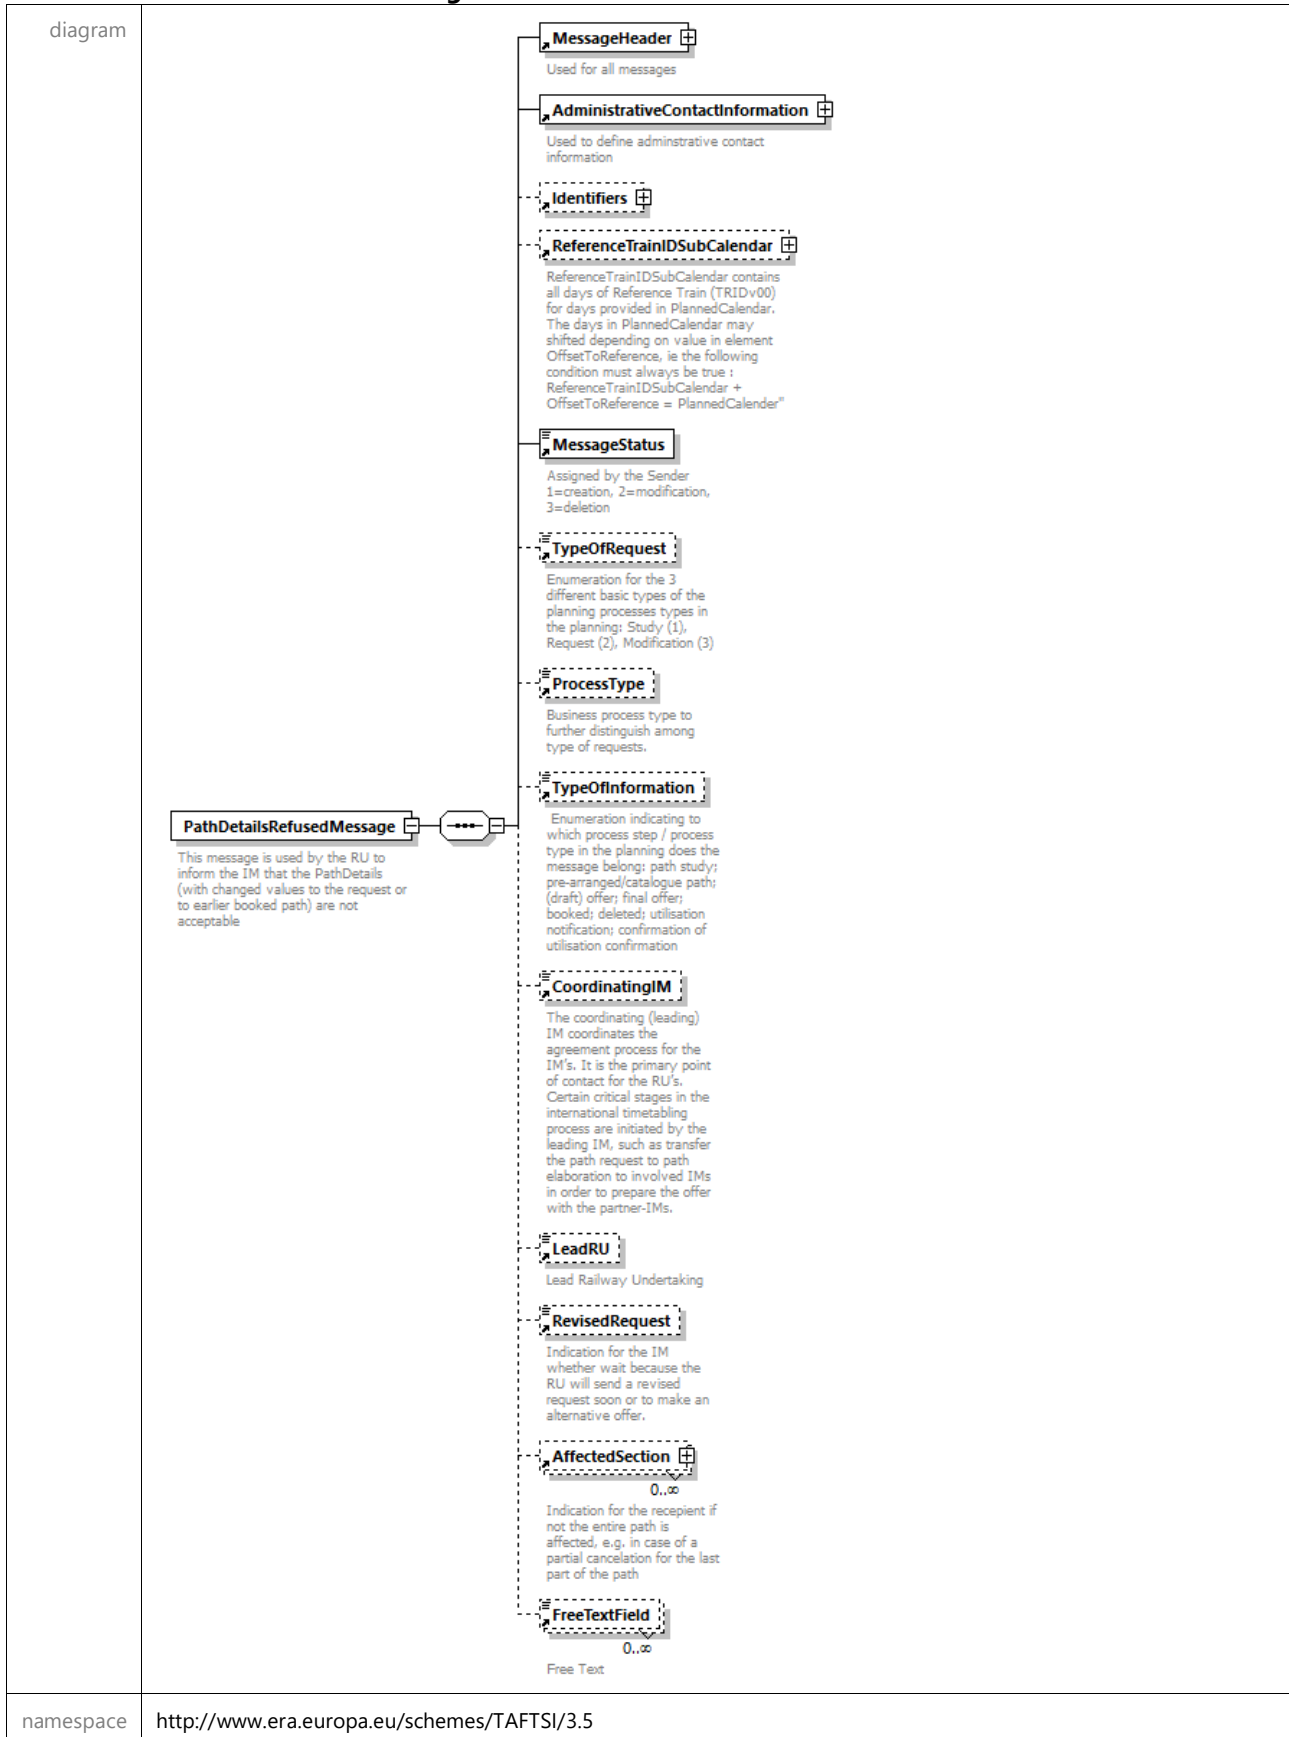 diagram
MessageHeader
Used for all messages
AdministrativeContactInformation
Used to define adminstrative contact
information
Identifiers
ReferenceTrainIDSubCalendar
ReferenceTrainIDSubCalendar contains
all days of Reference Train (TRIDv00)
for days provided in PlannedCalendar.
The days in PlannedCalendar may
shifted depending on value in element
OffsetToReference, ie the following
condition must always be true :
ReferenceTrainIDSubCalendar +
OffsetToReference = PlannedCalender"
MessageStatus
Assigned by the Sender
1=creation, 2=modification,
3=deletion
TypeOfRequest
Enumeration for the 3
different basic types of the
planning processes types in
the planning: Study (1),
Request (2), Modification (3)
ProcessType
Business process type to
further distinguish among
type of requests.
TypeOfInformation
Enumeration indicating to
which process step / process
type in the planning does the
message belong: path study;
pre-arranged/catalogue path;
(draft) offer; final offer;
booked; deleted; utilisation
notification; confirmation of
utilisation confirmation
PathDetailsRefusedMessage
This message is used by the RU to
inform the IM that the PathDetails
(with changed values to the request or
to earlier booked path) are not
acceptable
CoordinatingIM
The coordinating (leading)
IM coordinates the
agreement process for the
IM's. It is the primary point
of contact for the RU's.
Certain critical stages in the
international timetabling
process are initiated by the
leading IM, such as transfer
the path request to path
elaboration to involved IMs
in order to prepare the offer
with the partner-IMs.
LeadRU
Lead Railway Undertaking
RevisedRequest
Indication for the IM
whether wait because the
RU will send a revised
request soon or to make an
alternative offer.
AffectedSection
0..∞
Indication for the recepient if
not the entire path is
affected, e.g. in case of a
partial cancelation for the last
part of the path
FreeTextField
0..∞
Free Text
namespace
http://www.era.europa.eu/schemes/TAFTSI/3.5